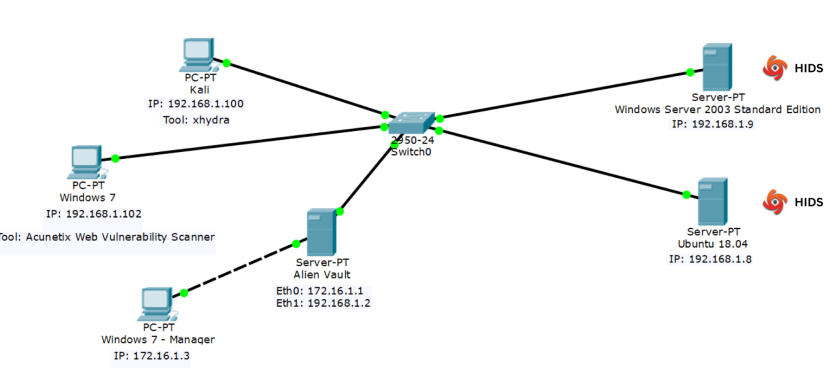 PC-PT
Kali
IP: 192.168.1.100
Tool: xhydra
PC-PT
Windows 7
IP: 192.168.1.102
Tool: Acunetix Web Vulnerability Scanner
2950-24
Switch0
Server-PT
Alien Vault
Eth0: 172.16.1.1
Eth1: 192.168.1.2
PC-PT
Windows 7 - Manager
IP: 172.16.1.3
HIDS
Server-PT
Windows Server 2003 Standard Edition
IP: 192.168.1.9
HIDS
Server-PT
Ubuntu 18.04
IP: 192.168.1.8